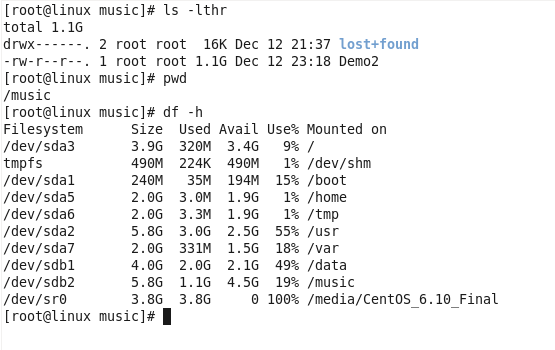 [root@linux music]# ls -lthr
total 1.1G
drwx------. 2 root root  16K Dec 12 21:37 lost+found
-rw-r--r--. 1 root root 1.1G Dec 12 23:18 Demo2
[root@linux music]# pwd
/music
[root@linux music]# df -h
Filesystem      Size  Used Avail Use% Mounted on
/dev/sda3       3.9G  320M  3.4G   9% /
tmpfs           490M  224K  490M   1% /dev/shm
/dev/sda1       240M   35M  194M  15% /boot
/dev/sda5       2.0G  3.0M  1.9G   1% /home
/dev/sda6       2.0G  3.3M  1.9G   1% /tmp
/dev/sda2       5.8G  3.0G  2.5G  55% /usr
/dev/sda7       2.0G  331M  1.5G  18% /var
/dev/sdb1       4.0G  2.0G  2.1G  49% /data
/dev/sdb2       5.8G  1.1G  4.5G  19% /music
/dev/sr0        3.8G  3.8G     0 100% /media/CentOS_6.10_Final
[root@linux music]#